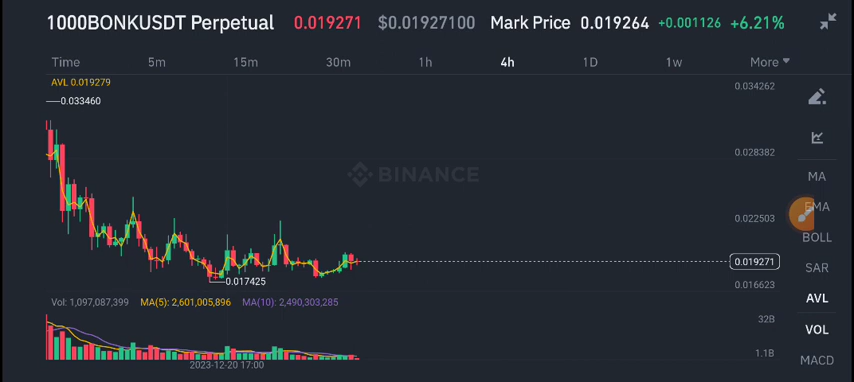 1000BONKUSDT Perpetual 0.019271 $0.01927100 Mark Price 0.019264 +0.001126 +6.21%
Time 5m 15m 30m 1h 4h 1D 1w More
AVL 0.019279
0.034262
0.033460
0.028382
BINANCE
MA
EMA
0.022503
BOLL
0.019271
SAR
0.017425
0.016623
Vol: 1,097,087,399 MA(5): 2,601,005,896 MA(10): 2,490,303,285
AVL
32B
VOL
1.1B
MACD
2023-12-20 17:00